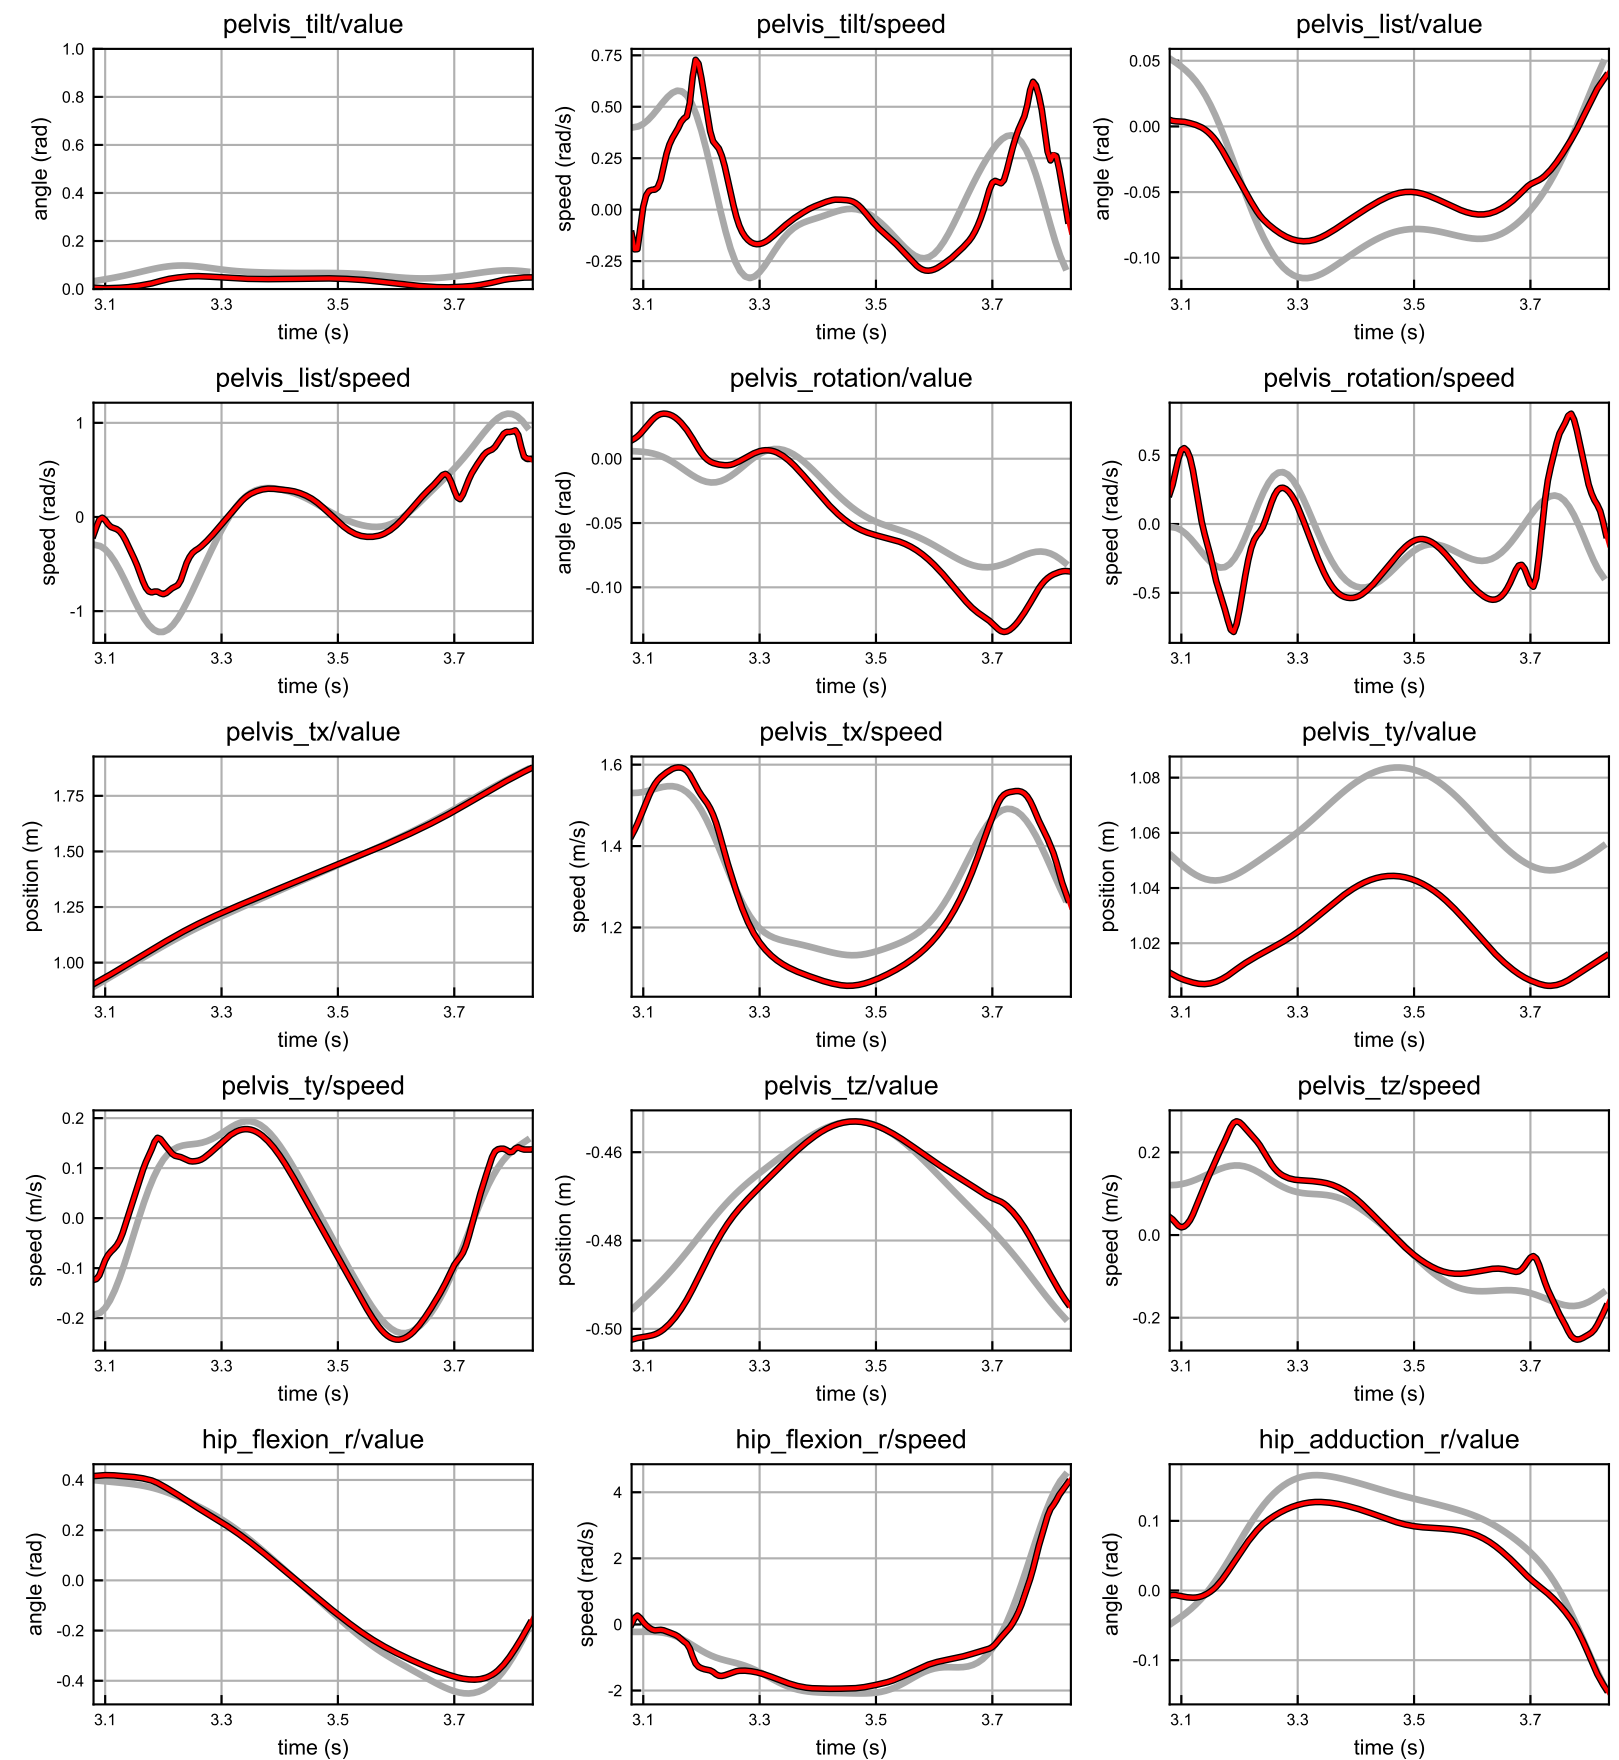 pelvis_tilt/value
pelvis_tilt/speed
pelvis_list/value
angle (rad)
1.0
0.8
0.6
0.4
0.2
0.0
3.1 3.3 3.5 3.7
time (s)
speed (rad/s)
0.75
0.50
0.25
0.00
-0.25
3.1 3.3 3.5 3.7
time (s)
angle (rad)
0.05
0.00
-0.05
-0.10
3.1 3.3 3.5 3.7
time (s)
pelvis_list/speed
pelvis_rotation/value
pelvis_rotation/speed
speed (rad/s)
1
0
-1
3.1 3.3 3.5 3.7
time (s)
angle (rad)
0.00
-0.05
-0.10
3.1 3.3 3.5 3.7
time (s)
speed (rad/s)
0.5
0.0
-0.5
3.1 3.3 3.5 3.7
time (s)
pelvis_tx/value
pelvis_tx/speed
pelvis_ty/value
position (m)
1.75
1.50
1.25
1.00
3.1 3.3 3.5 3.7
time (s)
speed (m/s)
1.6
1.4
1.2
3.1 3.3 3.5 3.7
time (s)
position (m)
1.08
1.06
1.04
1.02
3.1 3.3 3.5 3.7
time (s)
pelvis_ty/speed
pelvis_tz/value
pelvis_tz/speed
speed (m/s)
0.2
0.1
0.0
-0.1
-0.2
3.1 3.3 3.5 3.7
time (s)
position (m)
-0.46
-0.48
-0.50
3.1 3.3 3.5 3.7
time (s)
speed (m/s)
0.2
0.0
-0.2
3.1 3.3 3.5 3.7
time (s)
hip_flexion_r/value
hip_flexion_r/speed
hip_adduction_r/value
angle (rad)
0.4
0.2
0.0
-0.2
-0.4
3.1 3.3 3.5 3.7
time (s)
speed (rad/s)
4
2
0
-2
3.1 3.3 3.5 3.7
time (s)
angle (rad)
0.1
0.0
-0.1
3.1 3.3 3.5 3.7
time (s)